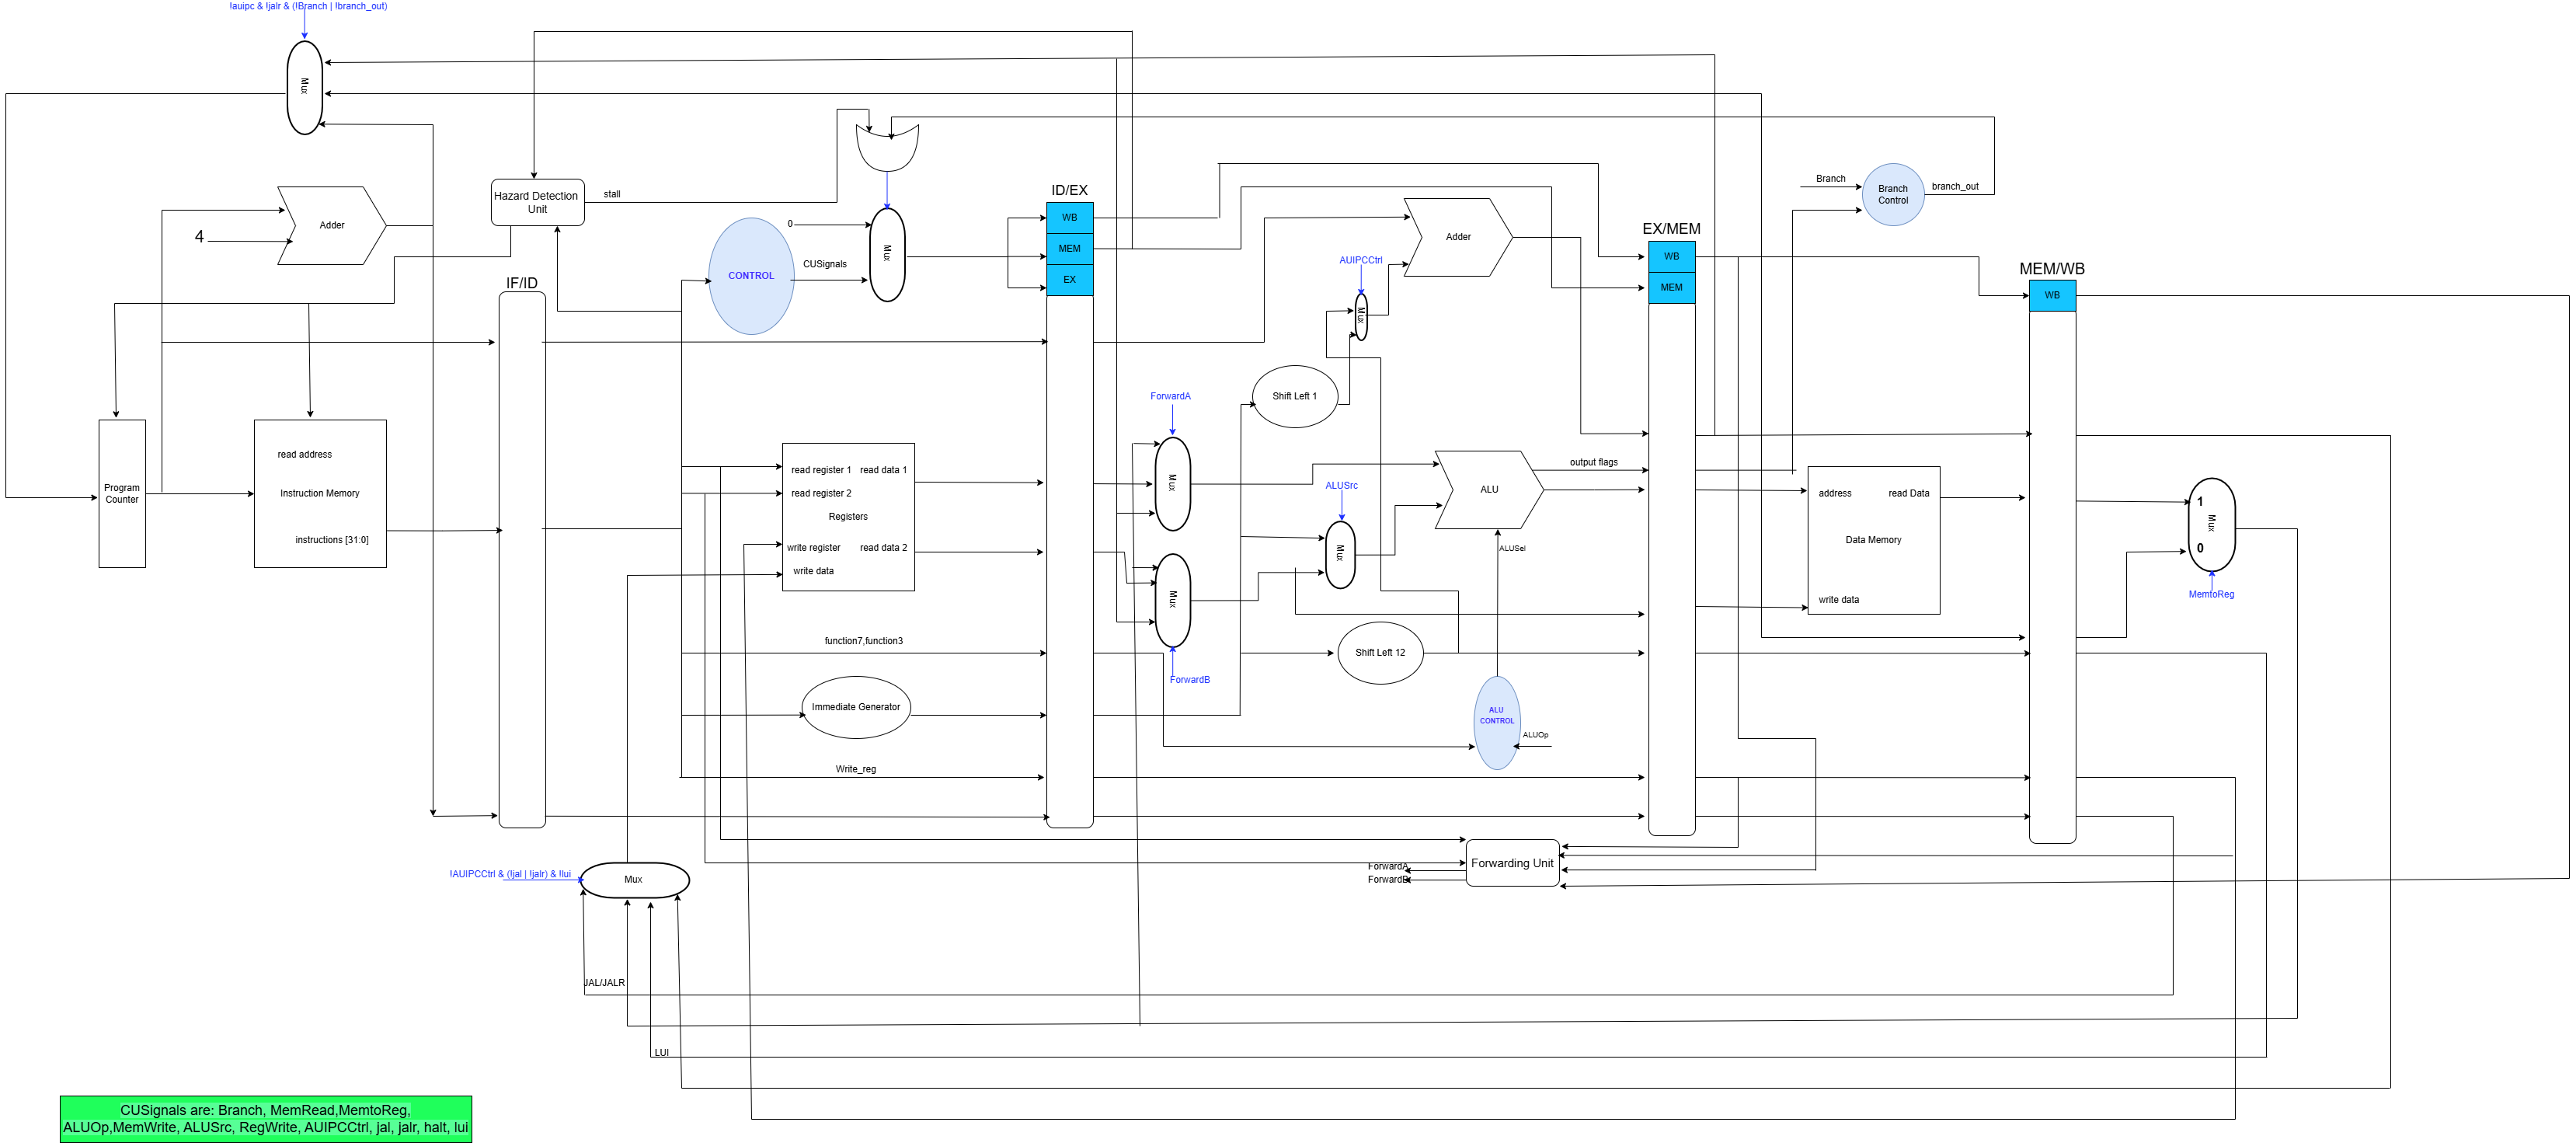 !auipc & !jalr & (!Branch | !branch_out)
Mux
Adder
4
Hazard Detection
Unit
stall
0
CONTROL
CUSignals
Mux
ID/EX
WB
MEM
EX
IF/ID
Adder
AUIPCCtrl
Mux
EX/MEM
WB
MEM
Branch
Branch
Control
branch_out
MEM/WB
WB
Shift Left 1
ForwardA
Mux
Program
Counter
read address
Instruction Memory
instructions [31:0]
read register 1
read data 1
read register 2
Registers
write register
read data 2
write data
ALUSrc
Mux
ALU
output flags
ALUSel
address
read Data
Data Memory
write data
1
Mux
0
MemtoReg
Mux
ForwardB
function7,function3
Shift Left 12
Immediate Generator
ALU
CONTROL
ALUOp
Write_reg
Forwarding Unit
ForwardA
ForwardB
!AUIPCCtrl & (!jal | !jalr) & !lui
Mux
JAL/JALR
LUI
CUSignals are: Branch, MemRead,MemtoReg,
ALUOp,MemWrite, ALUSrc, RegWrite, AUIPCCtrl, jal, jalr, halt, lui